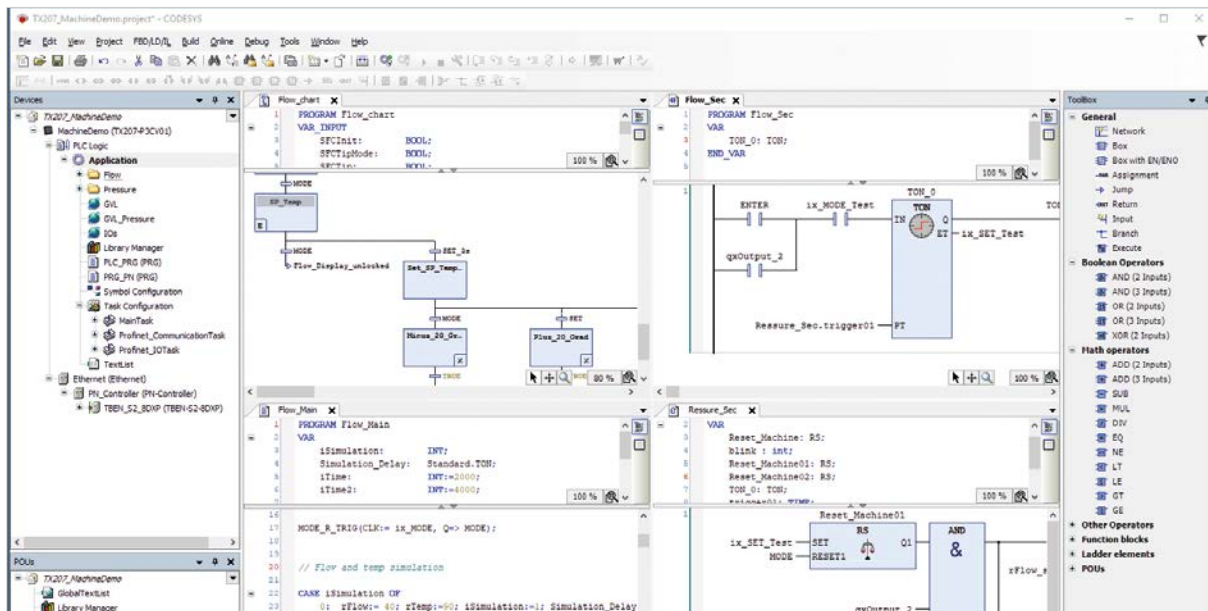 TX207_MachineDemo.project* - CODESYS
File Edit View Project FBD/LD/IL Build Online Debug Tools Window Help
Devices
TX207_MachineDemo
MachineDemo (TX207-P3CV01)
PLC Logic
Application
Flow
Pressure
GVL
GVL_Pressure
IOs
Library Manager
PLC_PRG (PRG)
PRG_PN (PRG)
Symbol Configuration
Task Configuration
MainTask
Profinet_CommunicationTask
Profinet_IOTask
TextList
Ethernet (Ethernet)
PN_Controller (PN-Controller)
TBEN_S2_8DXP (TBEN-S2-8DXP)
POUs
TX207_MachineDemo
GlobalTextList
Library Manager
Flow_chart
1 PROGRAM Flow_chart
2 VAR_INPUT
3 SFCInit: BOOL;
4 SFCTipMode: BOOL;
5 SFCTip: BOOL;
100 %
MODE
SP_Temp
E
MODE
Flow_Display_unlocked
SET_2s
Set_SP_Temp..
MODE
SET
Minus_20_Gr..
X
Plus_20_Grad
X
TRUE
80 %
Flow_Sec
1 PROGRAM Flow_Sec
2 VAR
3 TON_0: TON;
4 END_VAR
100 %
1
TON_0
ENTER ix_MODE_Test
TON
IN Q
ET ix_SET_Test
qxOutput_2
Ressure_Sec.trigger01 PT
100 %
Flow_Main
1 PROGRAM Flow_Main
2 VAR
3 iSimulation: INT;
4 Simulation_Delay: Standard.TON;
5 iTime: INT:=2000;
6 iTime2: INT:=4000;
100 %
16
17 MODE_R_TRIG(CLK:= ix_MODE, Q=> MODE);
18
19
20 // Flow and temp simulation
21
22 CASE iSimulation OF
23 0: rFlow:= 40; rTemp:=90; iSimulation:=1; Simulation_Delay
Ressure_Sec
2 VAR
3 Reset_Machine: RS;
4 blink : int;
5 Reset_Machine01: RS;
6 Reset_Machine02: RS;
7 TON_0: TON;
8 trigger01: TIME;
100 %
1
Reset_Machine01
RS
ix_SET_Test SET Q1
MODE RESET1
AND
&
qxOutput_2
ToolBox
General
Network
Box
Box with EN/ENO
Assignment
Jump
Return
Input
Branch
Execute
Boolean Operators
AND (2 Inputs)
AND (3 Inputs)
OR (2 Inputs)
OR (3 Inputs)
XOR (2 Inputs)
Math operators
ADD (2 Inputs)
ADD (3 Inputs)
SUB
MUL
DIV
EQ
NE
LT
LE
GT
GE
Other Operators
Function blocks
Ladder elements
POUs